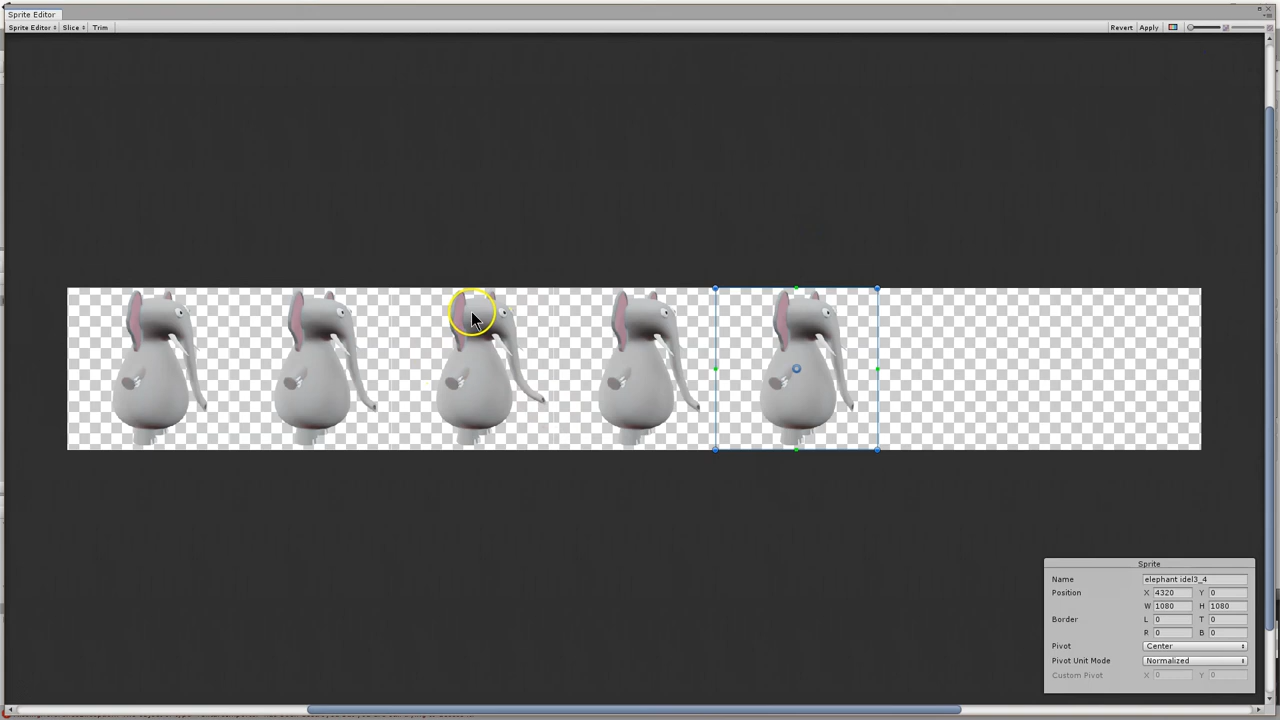 Sprite Editor
Sprite Editor Slice Trim Revert Apply
Sprite
Name elephant idel3_4
Position X 4320 Y 0
W 1080 H 1080
Border L 0 T 0
R 0 B 0
Pivot Center
Pivot Unit Mode Normalized
Custom Pivot X 0 Y 0